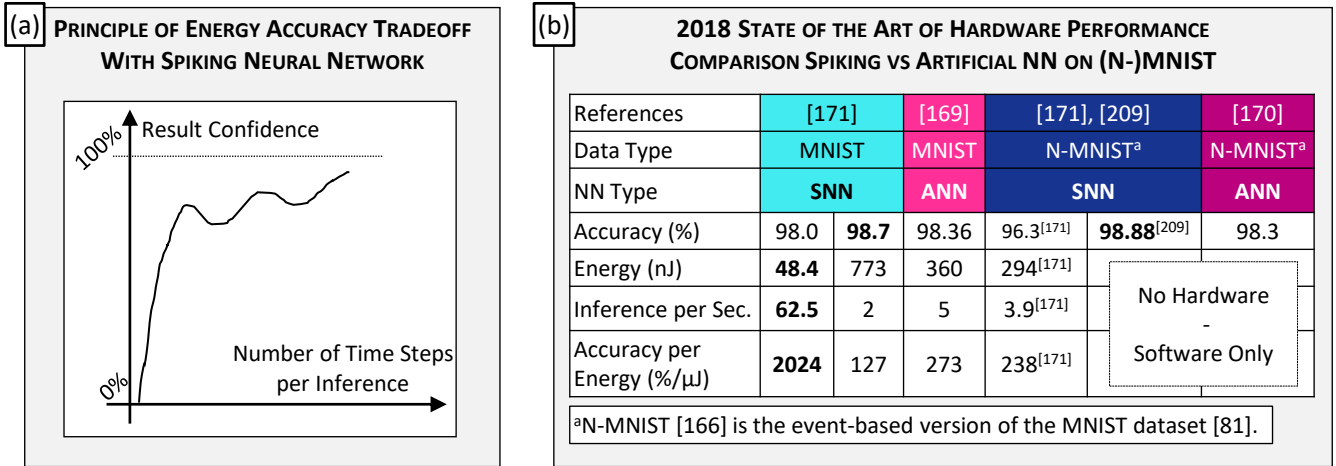 (a)
PRINCIPLE OF ENERGY ACCURACY TRADEOFF
WITH SPIKING NEURAL NETWORK
100%
Result Confidence
Number of Time Steps
per Inference
0%
(b)
2018 STATE OF THE ART OF HARDWARE PERFORMANCE
COMPARISON SPIKING VS ARTIFICIAL NN ON (N-)MNIST
References [171] [169] [171], [209] [170]
Data Type MNIST MNIST N-MNISTᵃ N-MNISTᵃ
NN Type SNN ANN SNN ANN
Accuracy (%) 98.0 98.7 98.36 96.3[171] 98.88[209] 98.3
Energy (nJ) 48.4 773 360 294[171]
Inference per Sec. 62.5 2 5 3.9[171]
Accuracy per
Energy (%/µJ) 2024 127 273 238[171]
No Hardware
-
Software Only
ᵃN-MNIST [166] is the event-based version of the MNIST dataset [81].